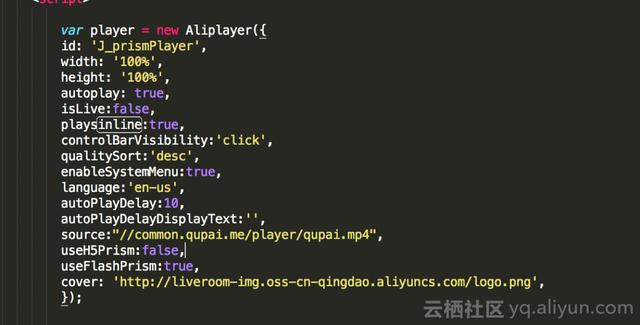 <script>
var player = new Aliplayer({
id: 'J_prismPlayer',
width: '100%',
height: '100%',
autoplay: true,
isLive:false,
playsinline:true,
controlBarVisibility:'click',
qualitySort:'desc',
enableSystemMenu:true,
language:'en-us',
autoPlayDelay:10,
autoPlayDelayDisplayText:'',
source:"//common.qupai.me/player/qupai.mp4",
useH5Prism:false,
useFlashPrism:true,
cover: 'http://liveroom-img.oss-cn-qingdao.aliyuncs.com/logo.png',
});
云栖社区 yq.aliyun.com